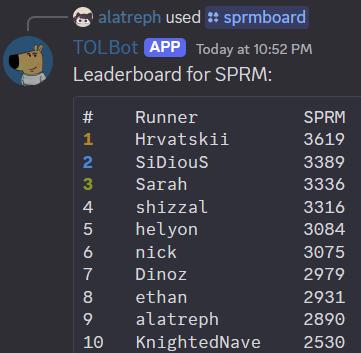 alatreph used sprmboard
TOLBot APP Today at 10:52 PM
Leaderboard for SPRM:
# Runner SPRM
1 Hrvatskii 3619
2 SiDiouS 3389
3 Sarah 3336
4 shizzal 3316
5 helyon 3084
6 nick 3075
7 Dinoz 2979
8 ethan 2931
9 alatreph 2890
10 KnightedNave 2530